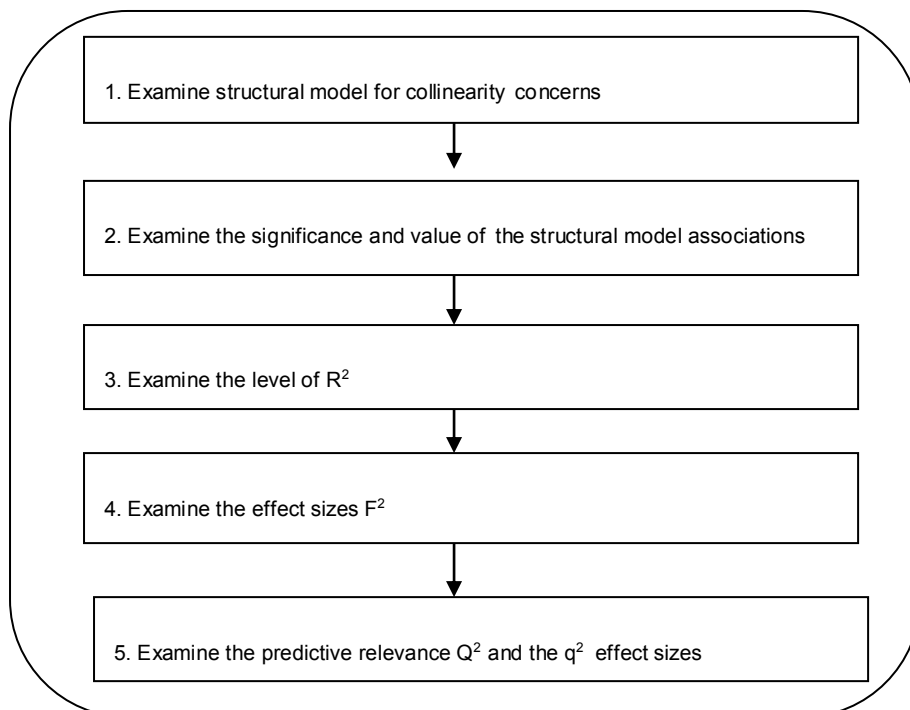 1. Examine structural model for collinearity concerns
2. Examine the significance and value of the structural model associations
3. Examine the level of R²
4. Examine the effect sizes F²
5. Examine the predictive relevance Q² and the q² effect sizes